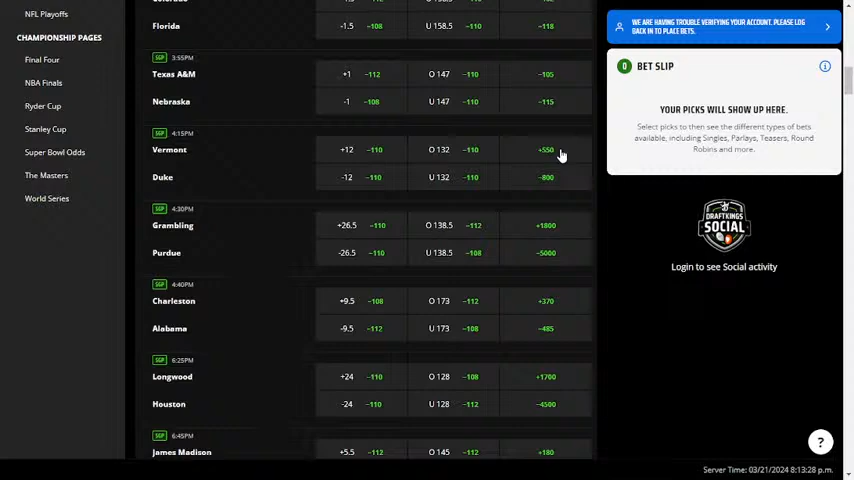 NFL Playoffs
CHAMPIONSHIP PAGES
Final Four
NBA Finals
Ryder Cup
Stanley Cup
Super Bowl Odds
The Masters
World Series
Florida -1.5 -108 U 158.5 -110 -118
SGP 3:55PM
Texas A&M +1 -112 O 147 -110 -105
Nebraska -1 -108 U 147 -110 -115
SGP 4:15PM
Vermont +12 -110 O 132 -110 +550
Duke -12 -110 U 132 -110 -800
SGP 4:30PM
Grambling +26.5 -110 O 138.5 -112 +1800
Purdue -26.5 -110 U 138.5 -108 -5000
SGP 4:40PM
Charleston +9.5 -108 O 173 -112 +370
Alabama -9.5 -112 U 173 -108 -485
SGP 6:25PM
Longwood +24 -110 O 128 -108 +1700
Houston -24 -110 U 128 -112 -4500
SGP 6:45PM
James Madison +5.5 -112 O 145 -112 +180
WE ARE HAVING TROUBLE VERIFYING YOUR ACCOUNT. PLEASE LOG
BACK IN TO PLACE BETS.
0 BET SLIP
YOUR PICKS WILL SHOW UP HERE.
Select picks to then see the different types of bets
available, including Singles, Parlays, Teasers, Round
Robins and more.
DRAFTKINGS
SOCIAL
Login to see Social activity
?
Server Time: 03/21/2024 8:13:28 p.m.